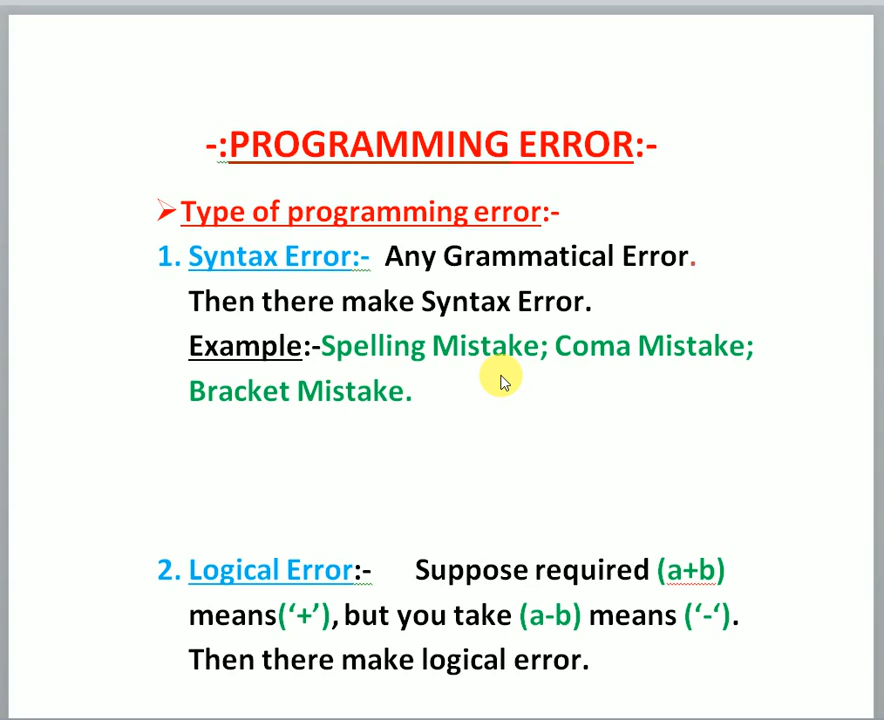 -:PROGRAMMING ERROR:-
➢Type of programming error:-
1. Syntax Error:- Any Grammatical Error.
Then there make Syntax Error.
Example:-Spelling Mistake; Coma Mistake;
Bracket Mistake.
2. Logical Error:- Suppose required (a+b)
means(‘+’), but you take (a-b) means (‘-‘).
Then there make logical error.